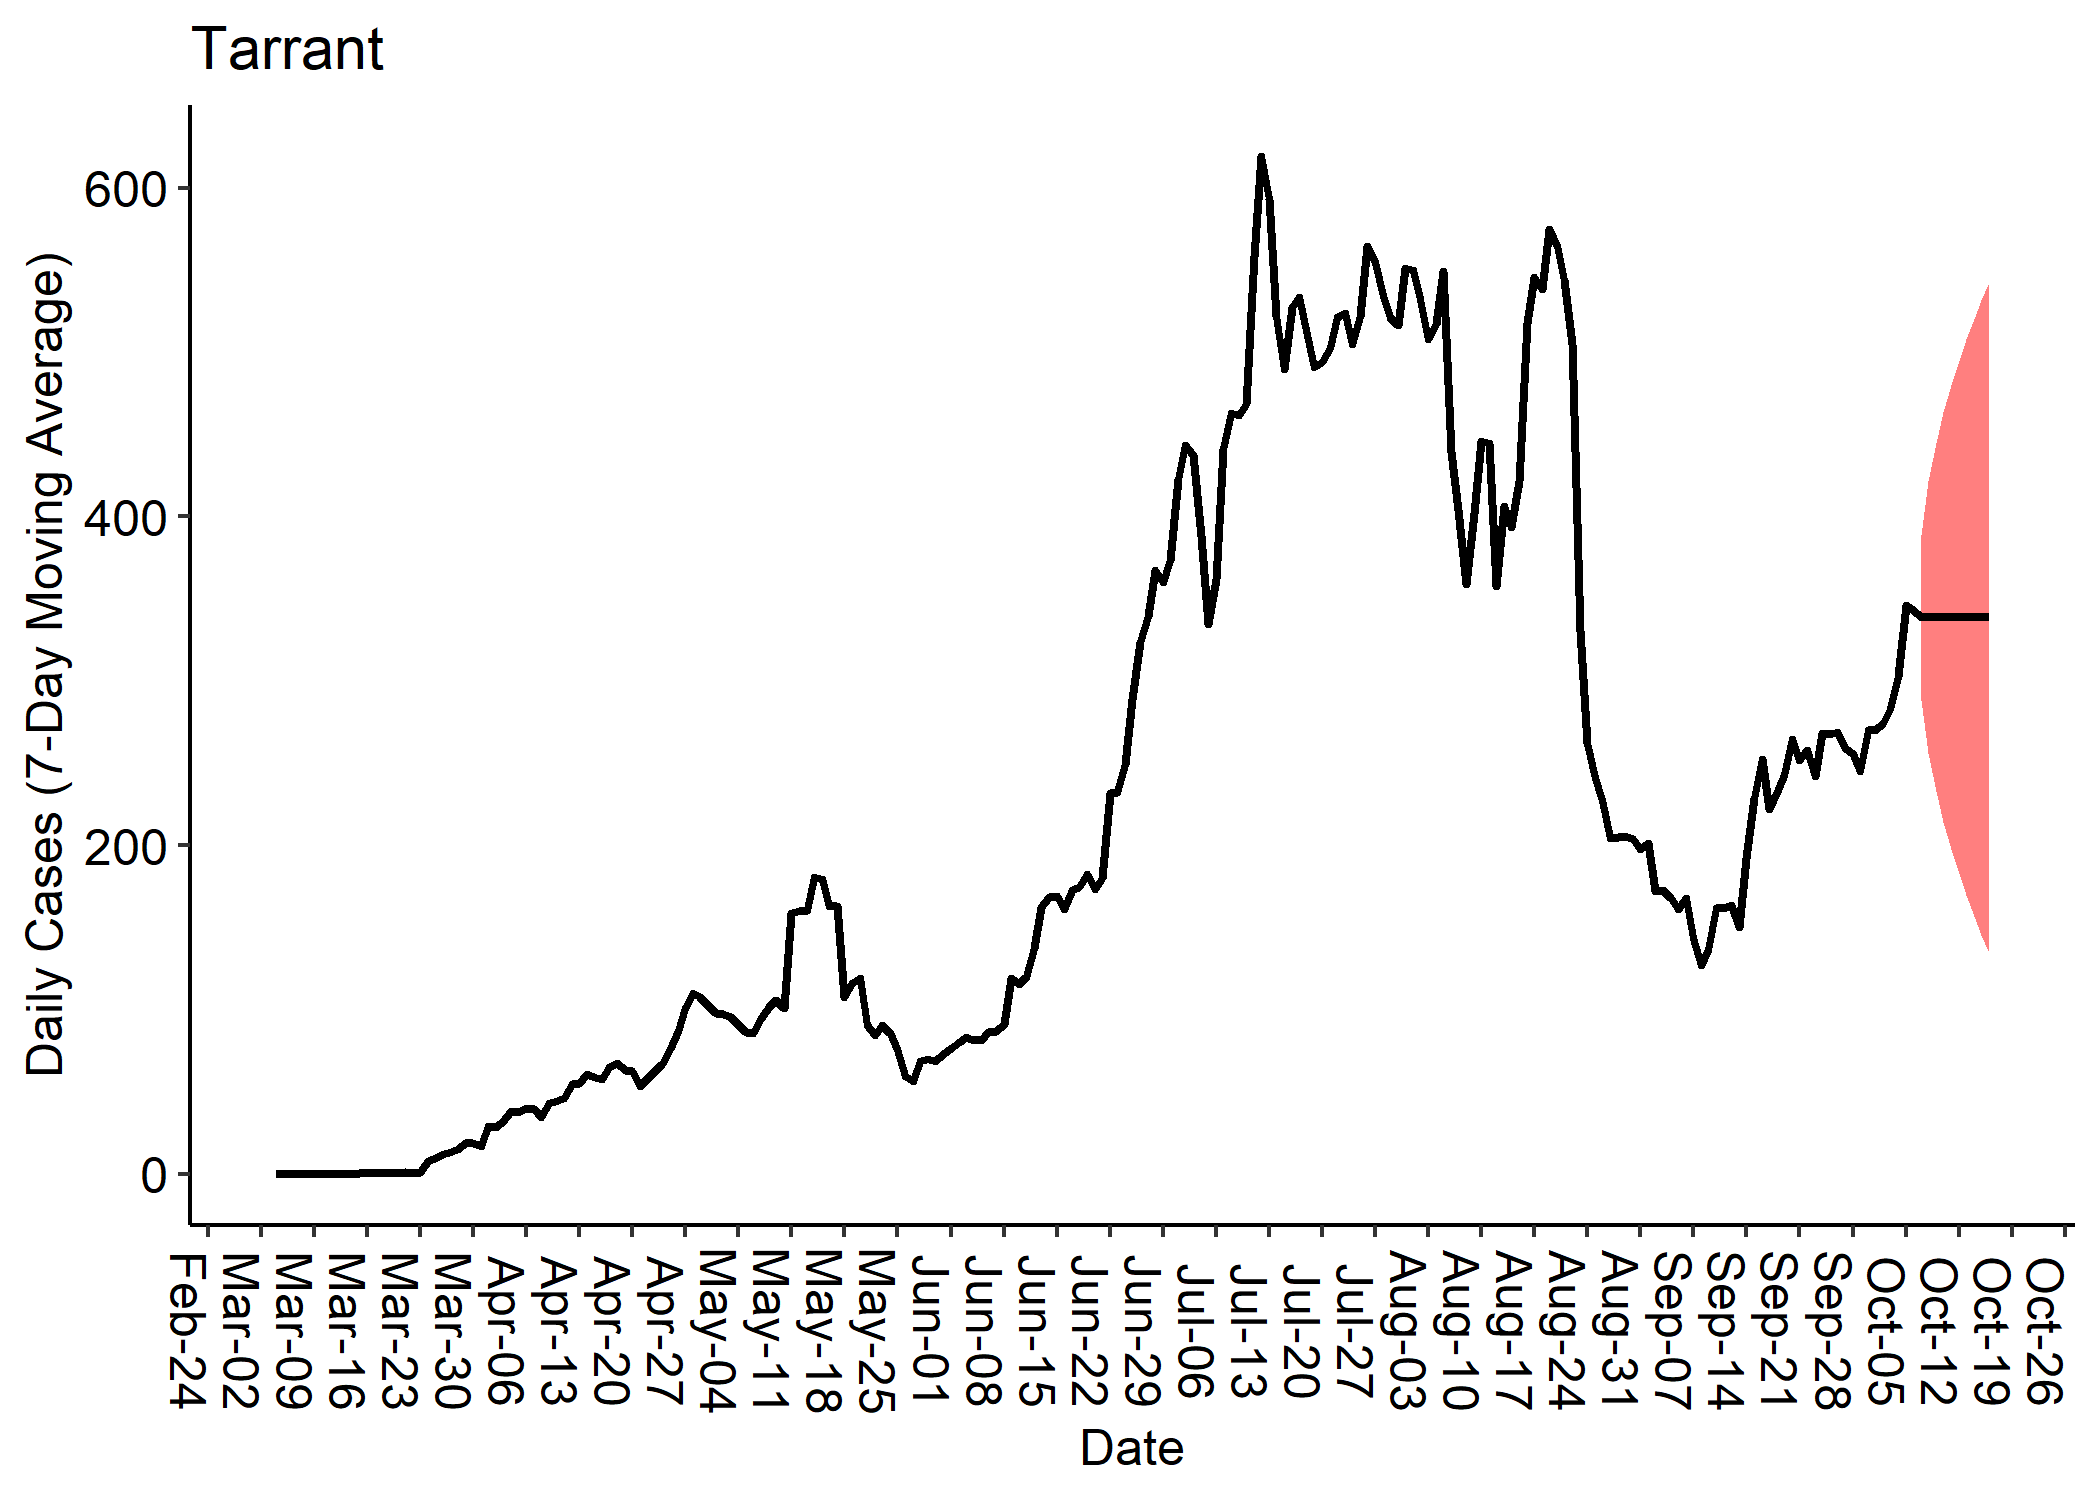 Tarrant
Daily Cases (7-Day Moving Average)
600
400
200
0
Feb-24
Mar-02
Mar-09
Mar-16
Mar-23
Mar-30
Apr-06
Apr-13
Apr-20
Apr-27
May-04
May-11
May-18
May-25
Jun-01
Jun-08
Jun-15
Jun-22
Jun-29
Jul-06
Jul-13
Jul-20
Jul-27
Aug-03
Aug-10
Aug-17
Aug-24
Aug-31
Sep-07
Sep-14
Sep-21
Sep-28
Oct-05
Oct-12
Oct-19
Oct-26
Date